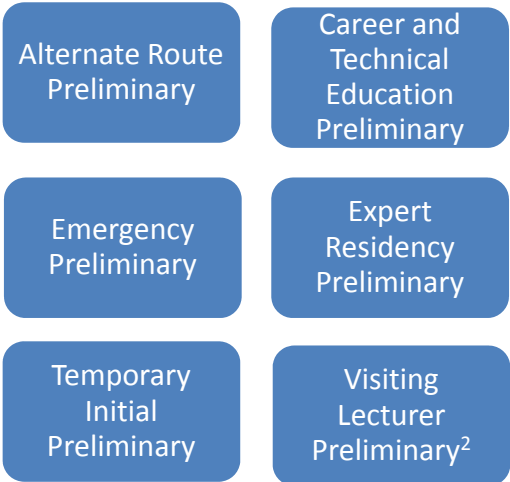 Alternate Route
Preliminary
Career and
Technical
Education
Preliminary
Emergency
Preliminary
Expert
Residency
Preliminary
Temporary
Initial
Preliminary
Visiting
Lecturer
Preliminary²